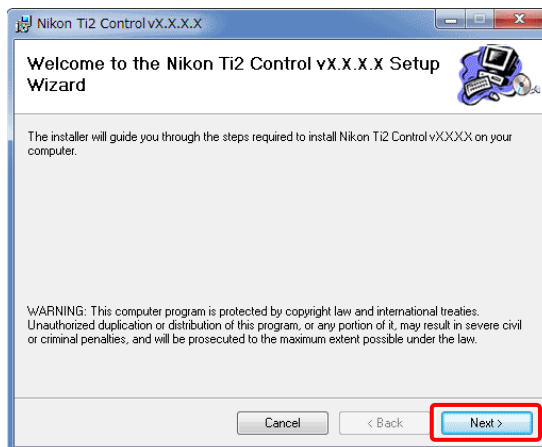 Nikon Ti2 Control vX.X.X.X
Welcome to the Nikon Ti2 Control vX.X.X.X Setup
Wizard
The installer will guide you through the steps required to install Nikon Ti2 Control vXXXX on your
computer.
WARNING: This computer program is protected by copyright law and international treaties.
Unauthorized duplication or distribution of this program, or any portion of it, may result in severe civil
or criminal penalties, and will be prosecuted to the maximum extent possible under the law.
Cancel < Back Next >